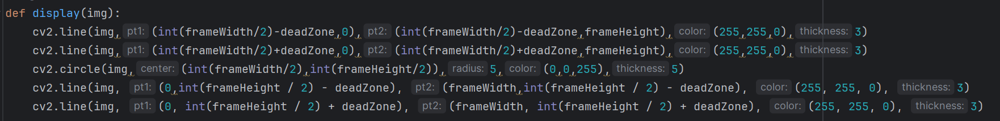 def display(img):
    cv2.line(img, pt1: (int(frameWidth/2)-deadZone,0), pt2: (int(frameWidth/2)-deadZone,frameHeight), color: (255,255,0), thickness: 3)
    cv2.line(img, pt1: (int(frameWidth/2)+deadZone,0), pt2: (int(frameWidth/2)+deadZone,frameHeight), color: (255,255,0), thickness: 3)
    cv2.circle(img, center: (int(frameWidth/2),int(frameHeight/2)), radius: 5, color: (0,0,255), thickness: 5)
    cv2.line(img, pt1: (0,int(frameHeight / 2) - deadZone), pt2: (frameWidth,int(frameHeight / 2) - deadZone), color: (255, 255, 0), thickness: 3)
    cv2.line(img, pt1: (0, int(frameHeight / 2) + deadZone), pt2: (frameWidth, int(frameHeight / 2) + deadZone), color: (255, 255, 0), thickness: 3)